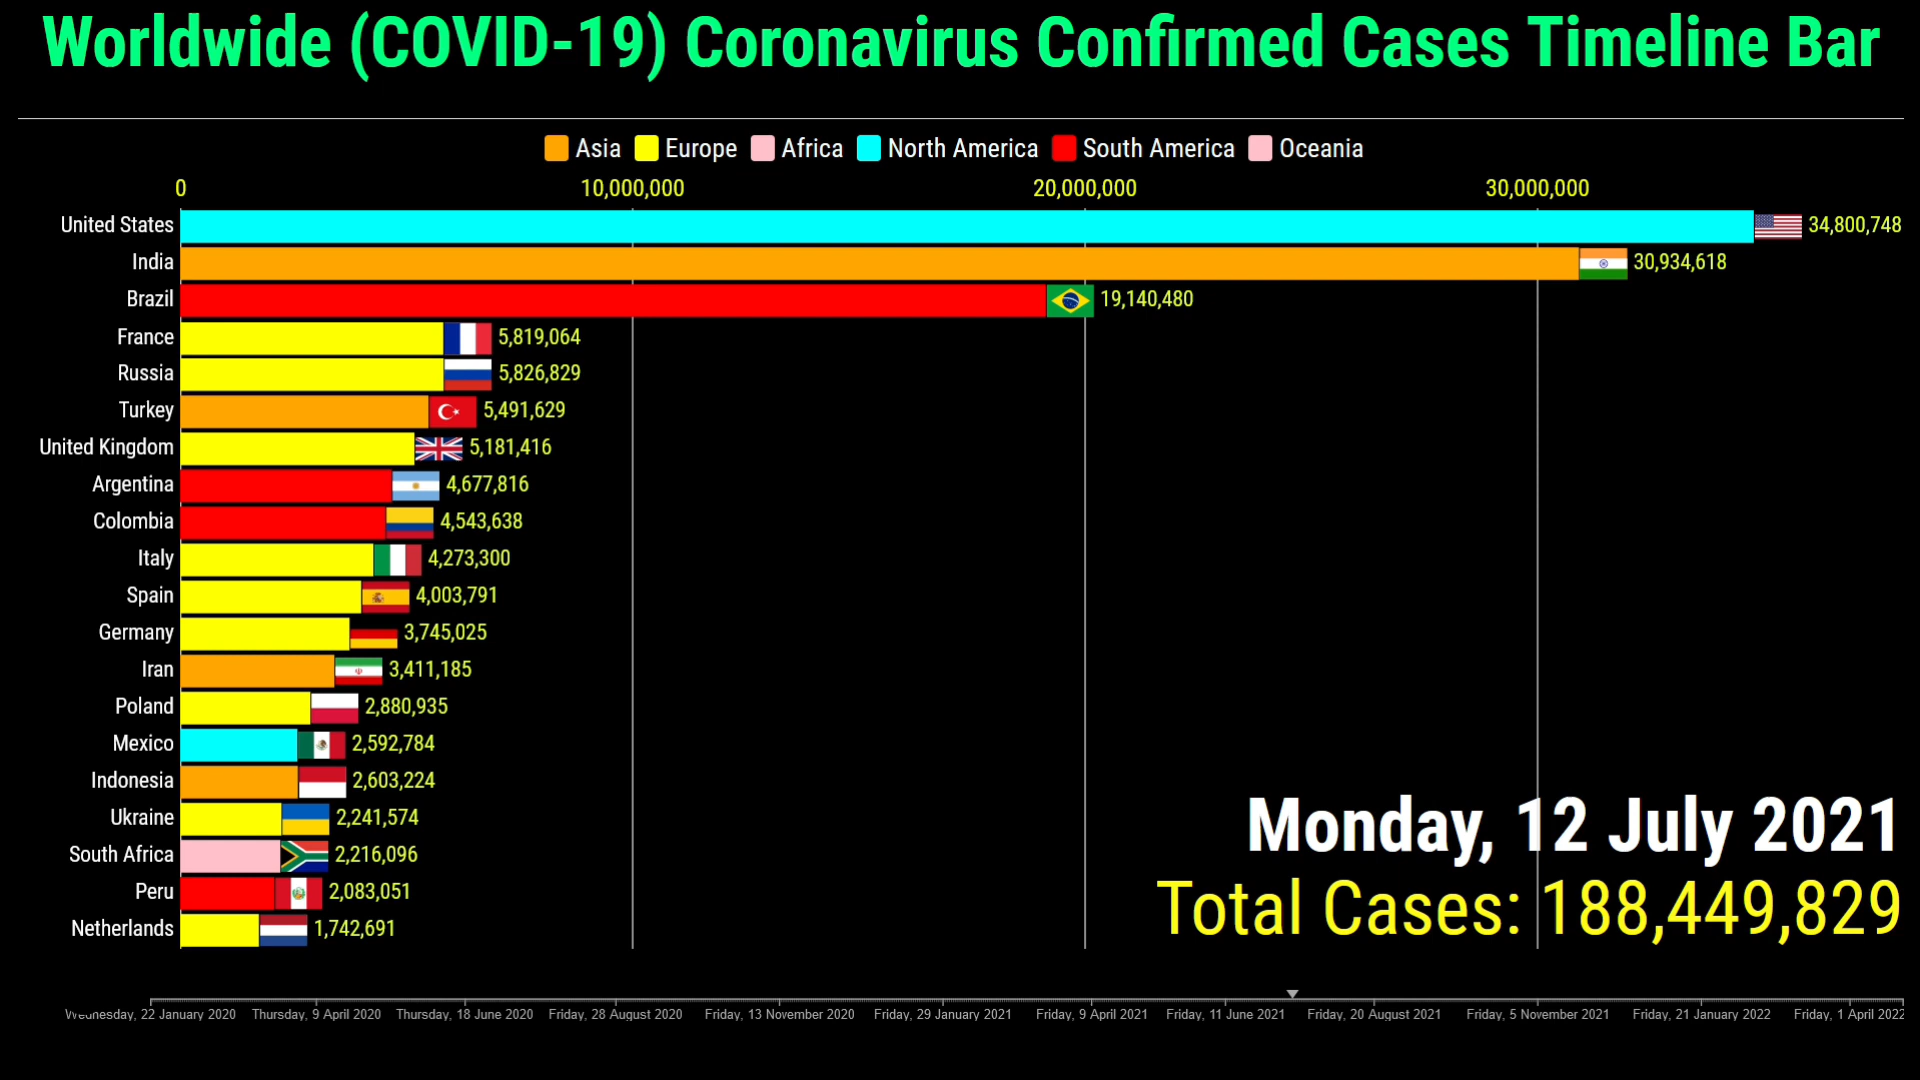 Worldwide (COVID-19) Coronavirus Confirmed Cases Timeline Bar
Asia Europe Africa North America South America Oceania
0 10,000,000 20,000,000 30,000,000
United States 34,800,748
India 30,934,618
Brazil 19,140,480
France 5,819,064
Russia 5,826,829
Turkey 5,491,629
United Kingdom 5,181,416
Argentina 4,677,816
Colombia 4,543,638
Italy 4,273,300
Spain 4,003,791
Germany 3,745,025
Iran 3,411,185
Poland 2,880,935
Mexico 2,592,784
Indonesia 2,603,224
Ukraine 2,241,574
South Africa 2,216,096
Peru 2,083,051
Netherlands 1,742,691
Monday, 12 July 2021
Total Cases: 188,449,829
Wednesday, 22 January 2020 Thursday, 9 April 2020 Thursday, 18 June 2020 Friday, 28 August 2020 Friday, 13 November 2020 Friday, 29 January 2021 Friday, 9 April 2021 Friday, 11 June 2021 Friday, 20 August 2021 Friday, 5 November 2021 Friday, 21 January 2022 Friday, 1 April 2022